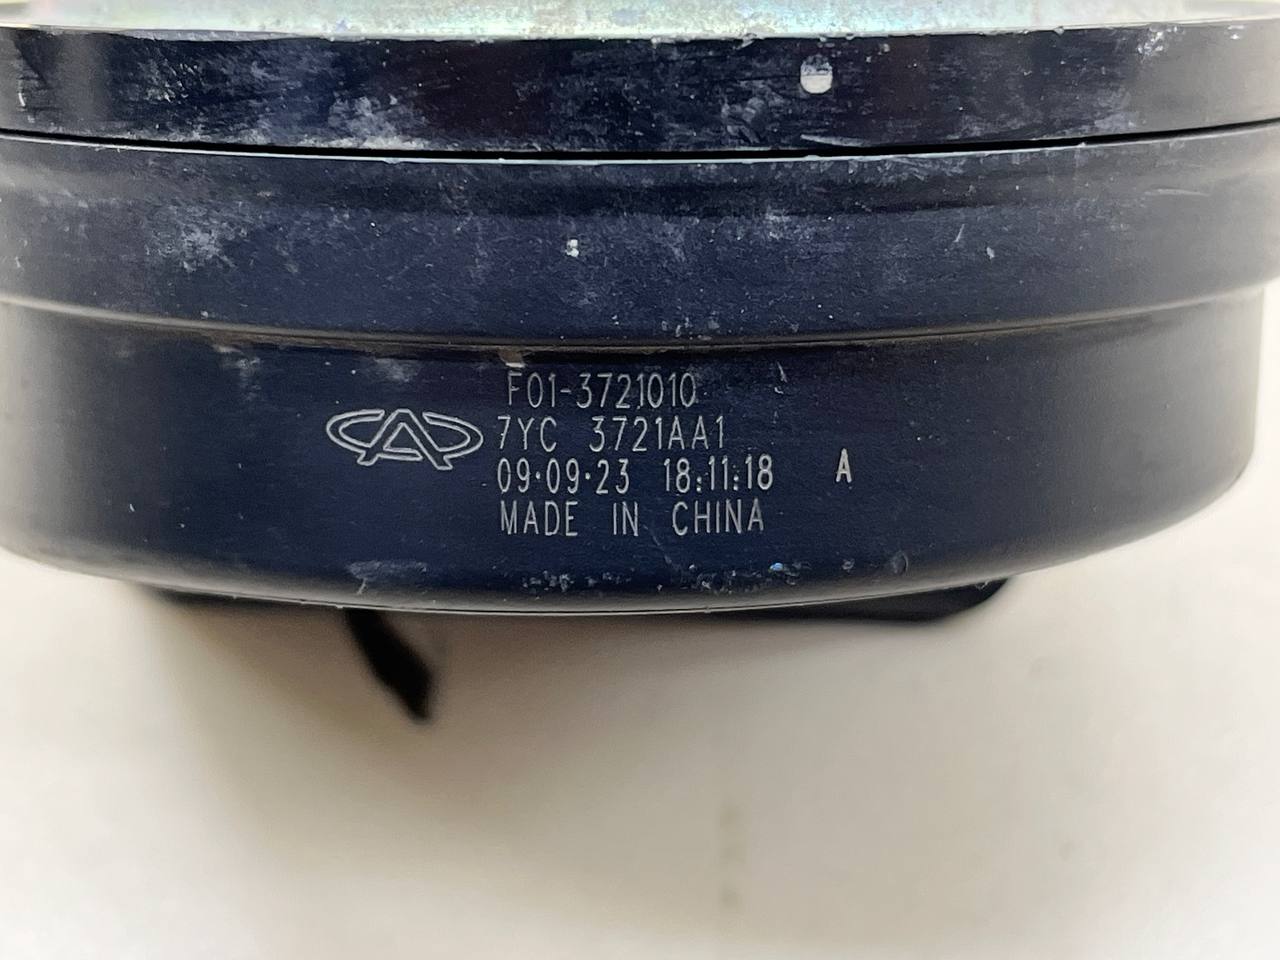 F01-3721010
7YC 3721AA1
09·09·23 18:11:18 A
MADE IN CHINA